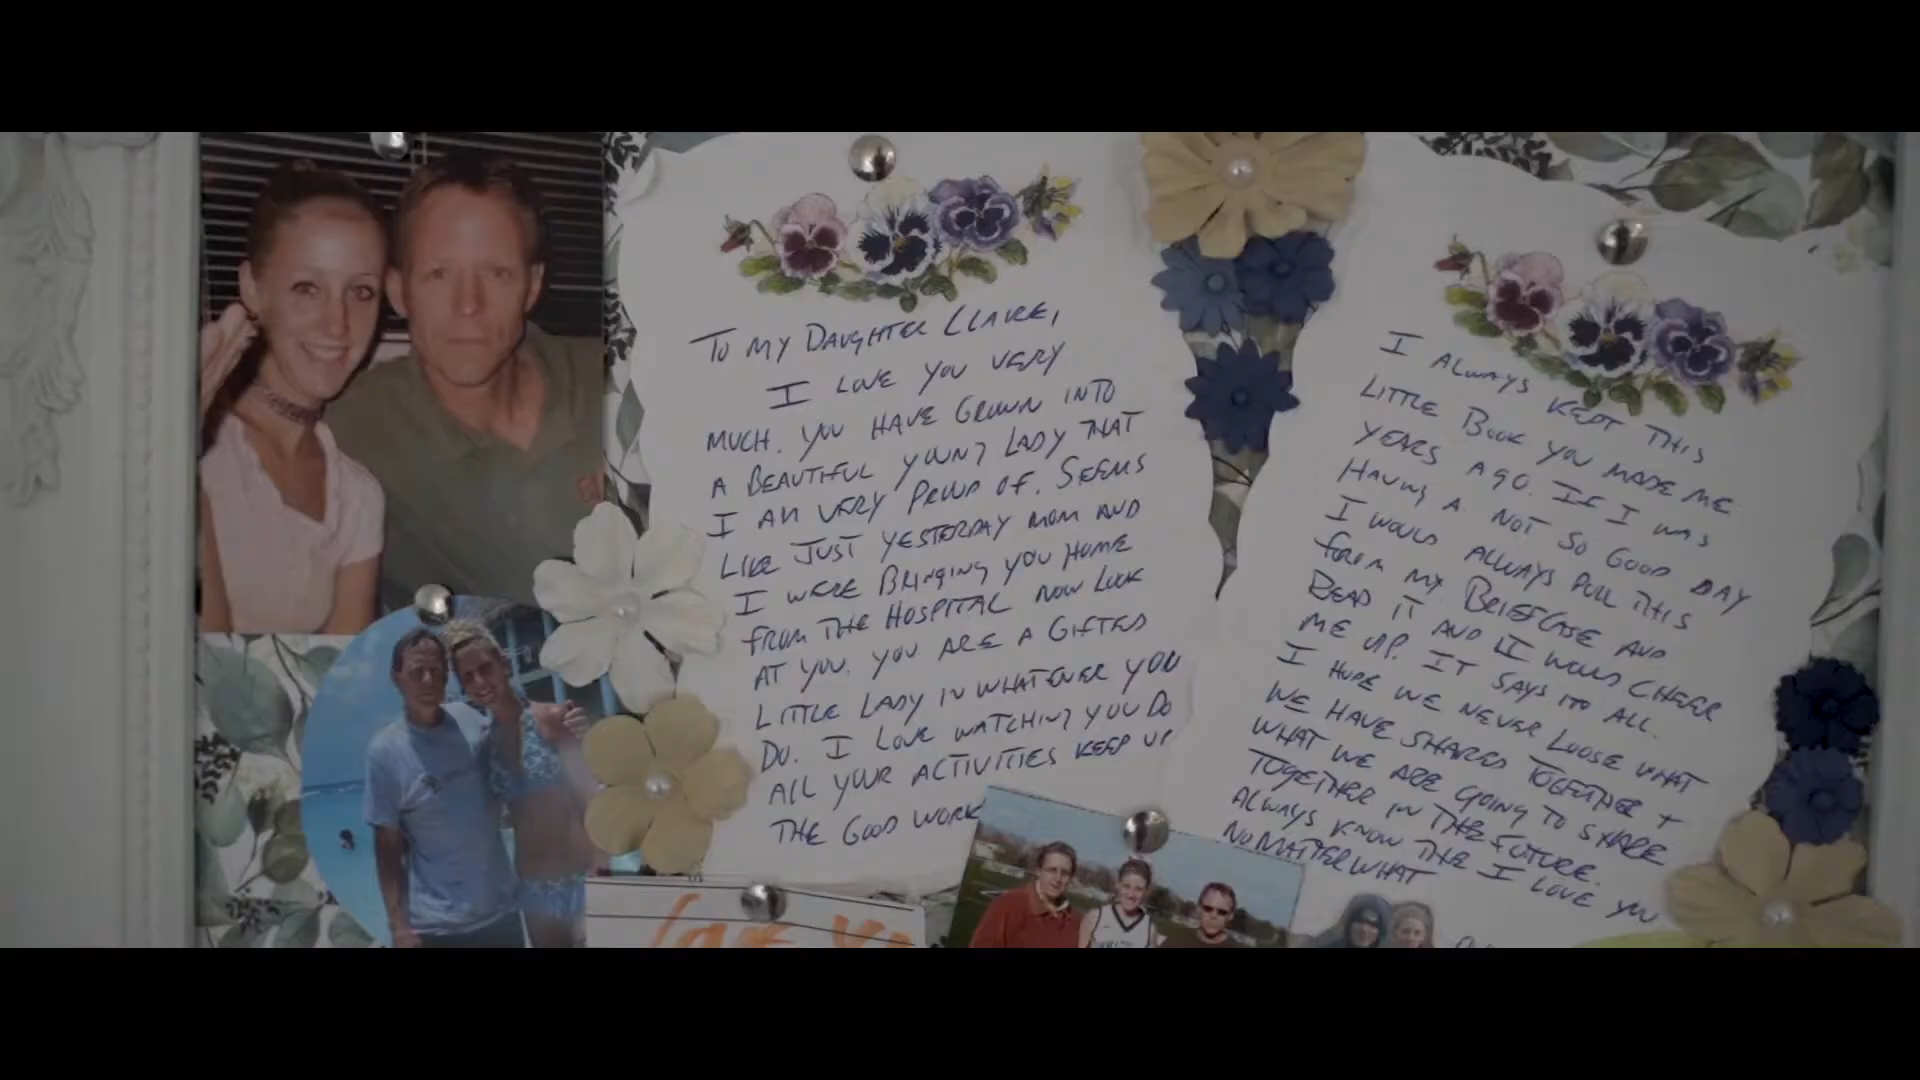 To my Daughter Claire,
I love you very
much. you have grown into
a beautiful young lady that
I am very proud of. Seems
like just yesterday mom and
I were bringing you home
from the hospital now look
at you. you are a gifted
little lady in whatever you
do. I love watching you do
all your activities keep up
the good work
I always kept this
little book you made me
years ago. If I was
having a not so good day
I would always pull this
from my briefcase and
read it and it would cheer
me up. It says it all.
I hope we never loose what
we have shared together +
what we are going to share
together in the future.
Always know the I love you
no matter what